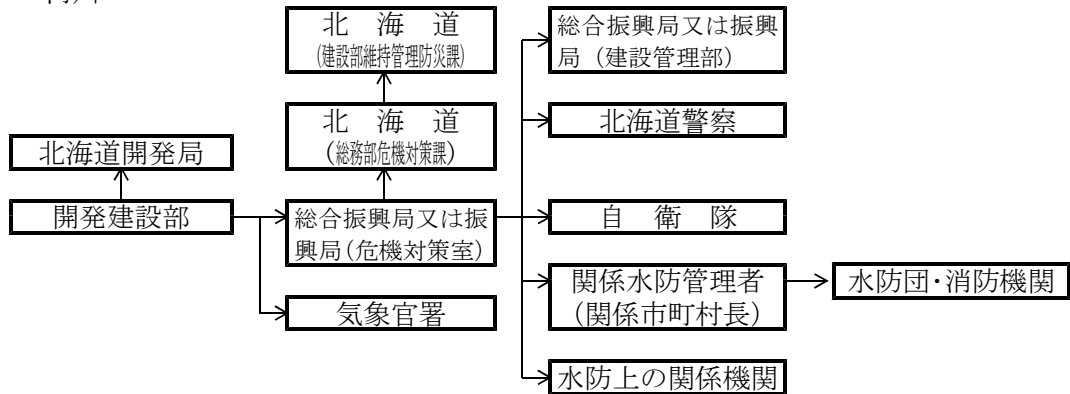 北 海 道
(建設部維持管理防災課)
総合振興局又は振興
局（建設管理部）
北 海 道
(総務部危機対策課)
北海道警察
北海道開発局
開発建設部
総合振興局又は振
興局(危機対策室)
自 衛 隊
関係水防管理者
(関係市町村長)
水防団・消防機関
気象官署
水防上の関係機関